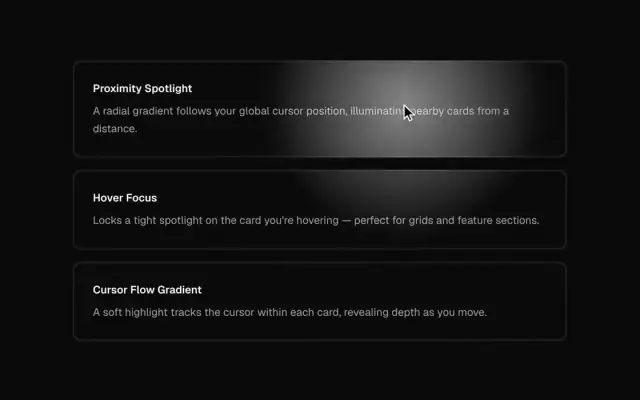 Proximity Spotlight
A radial gradient follows your global cursor position, illuminating nearby cards from a
distance.
Hover Focus
Locks a tight spotlight on the card you're hovering — perfect for grids and feature sections.
Cursor Flow Gradient
A soft highlight tracks the cursor within each card, revealing depth as you move.